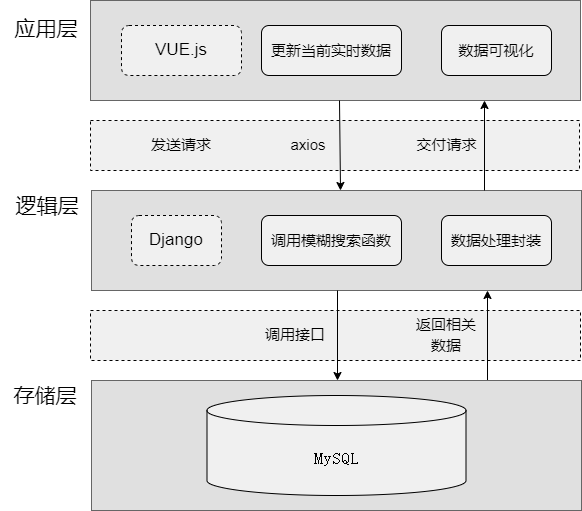 应用层
VUE.js
更新当前实时数据
数据可视化
发送请求
axios
交付请求
逻辑层
Django
调用模糊搜索函数
数据处理封装
调用接口
返回相关
数据
存储层
MySQL